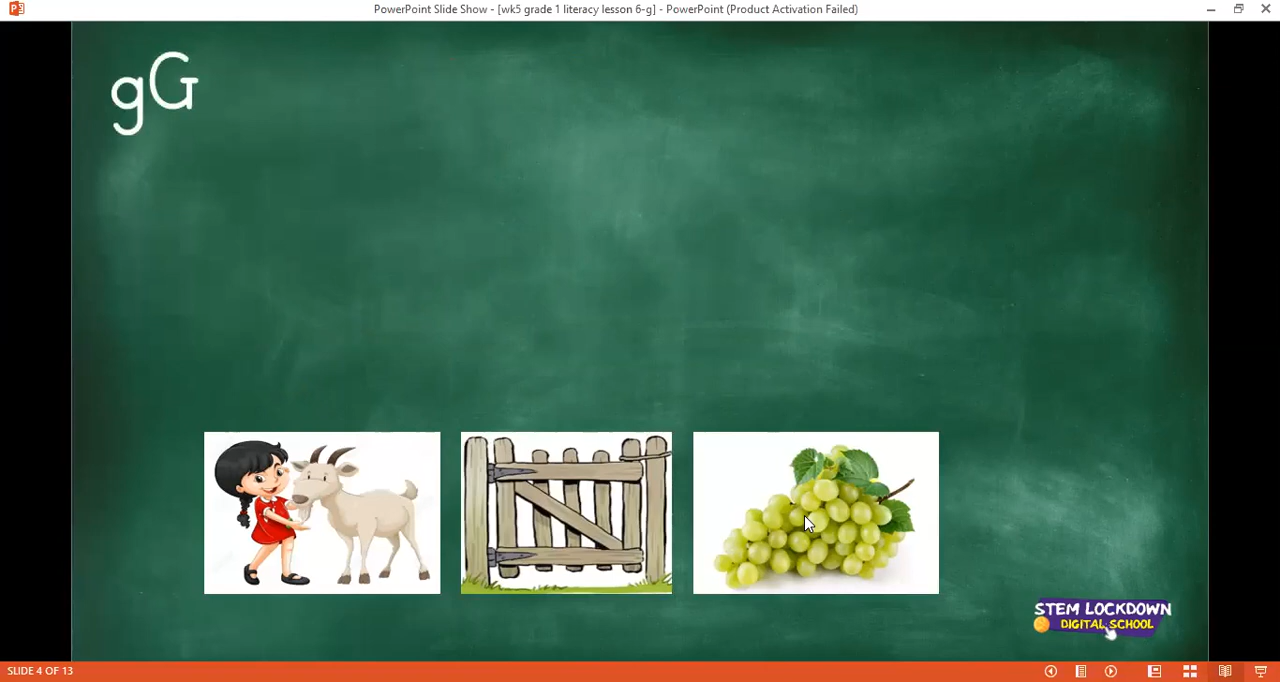 PowerPoint Slide Show - [wk5 grade 1 literacy lesson 6-g] - PowerPoint (Product Activation Failed)
gG
STEM LOCKDOWN
DIGITAL SCHOOL
SLIDE 4 OF 13